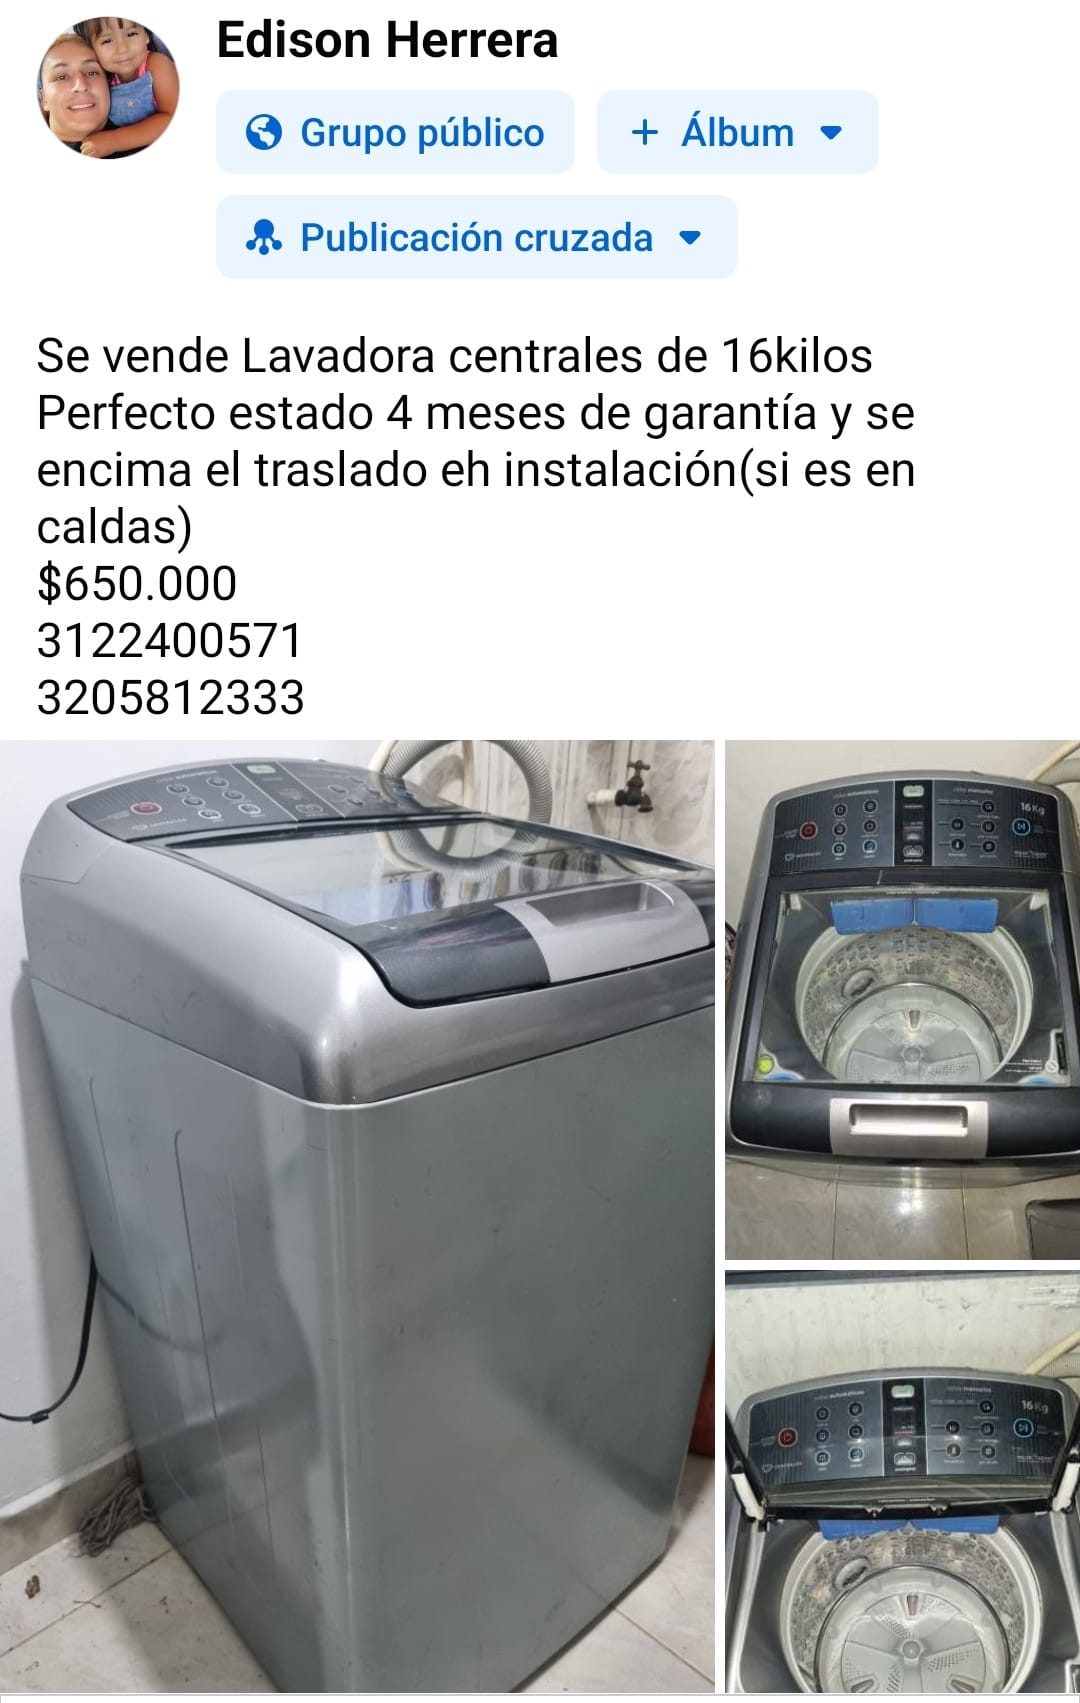 Edison Herrera
Grupo público
+ Álbum
Publicación cruzada
Se vende Lavadora centrales de 16kilos
Perfecto estado 4 meses de garantía y se
encima el traslado eh instalación(si es en
caldas)
$650.000
3122400571
3205812333
16Kg
16Kg